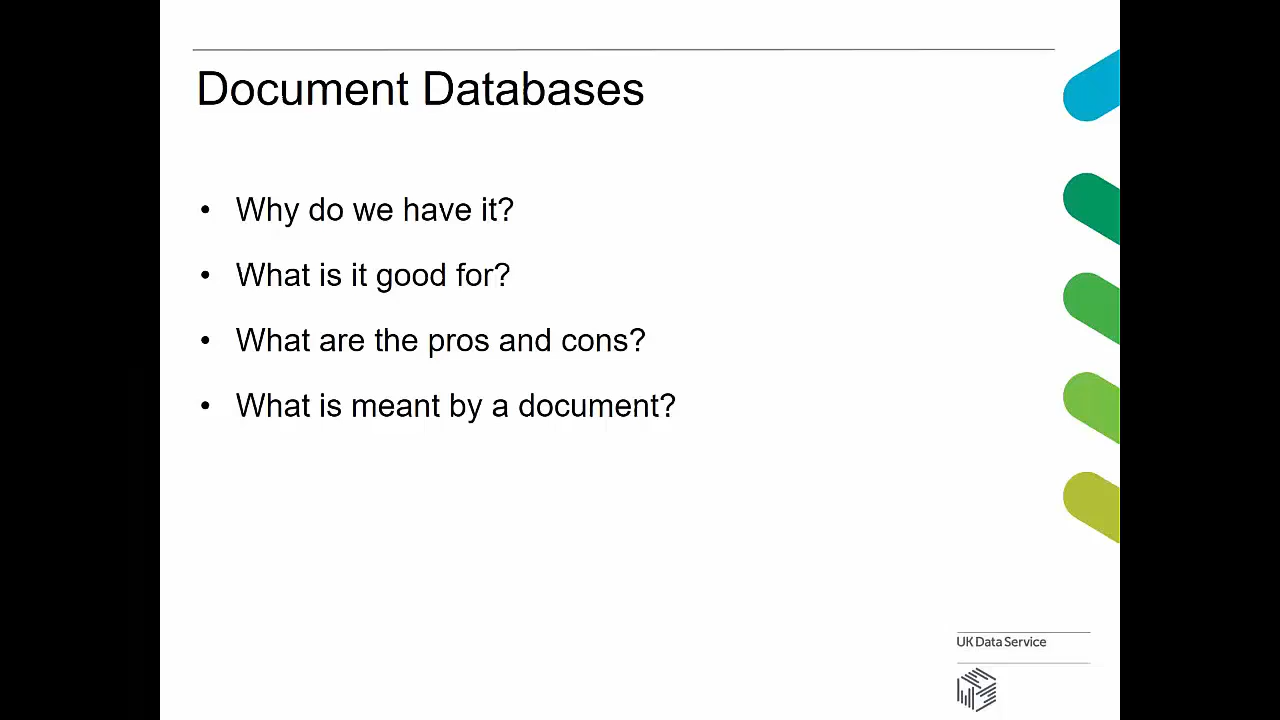 Document Databases
• Why do we have it?
• What is it good for?
• What are the pros and cons?
• What is meant by a document?
UK Data Service